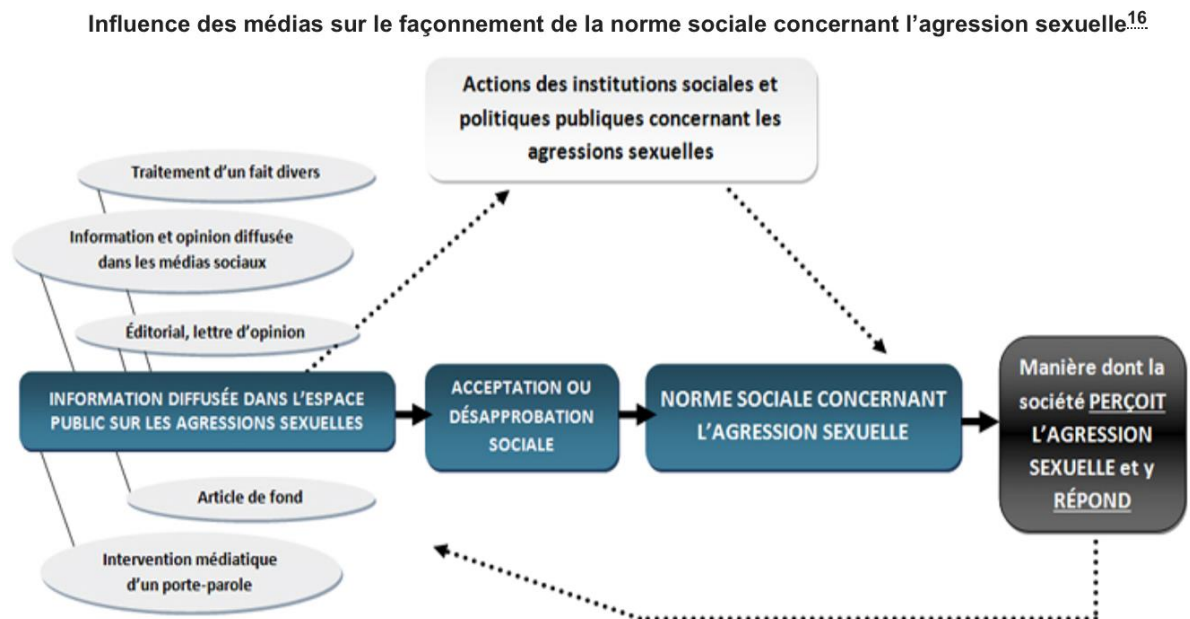 Influence des médias sur le façonnement de la norme sociale concernant l’agression sexuelle16
Actions des institutions sociales et
politiques publiques concernant les
agressions sexuelles
Traitement d’un fait divers
Information et opinion diffusée
dans les médias sociaux
Éditorial, lettre d’opinion
INFORMATION DIFFUSÉE DANS L’ESPACE
PUBLIC SUR LES AGRESSIONS SEXUELLES
ACCEPTATION OU
DÉSAPPROBATION
SOCIALE
NORME SOCIALE CONCERNANT
L’AGRESSION SEXUELLE
Manière dont la
société PERÇOIT
L’AGRESSION
SEXUELLE et y
RÉPOND
Article de fond
Intervention médiatique
d’un porte-parole